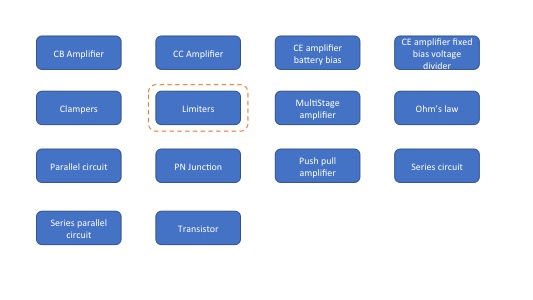 CB Amplifier
CC Amplifier
CE amplifier
battery bias
CE amplifier fixed
bias voltage
divider
Clampers
Limiters
MultiStage
amplifier
Ohm's law
Parallel circuit
PN Junction
Push pull
amplifier
Series circuit
Series parallel
circuit
Transistor